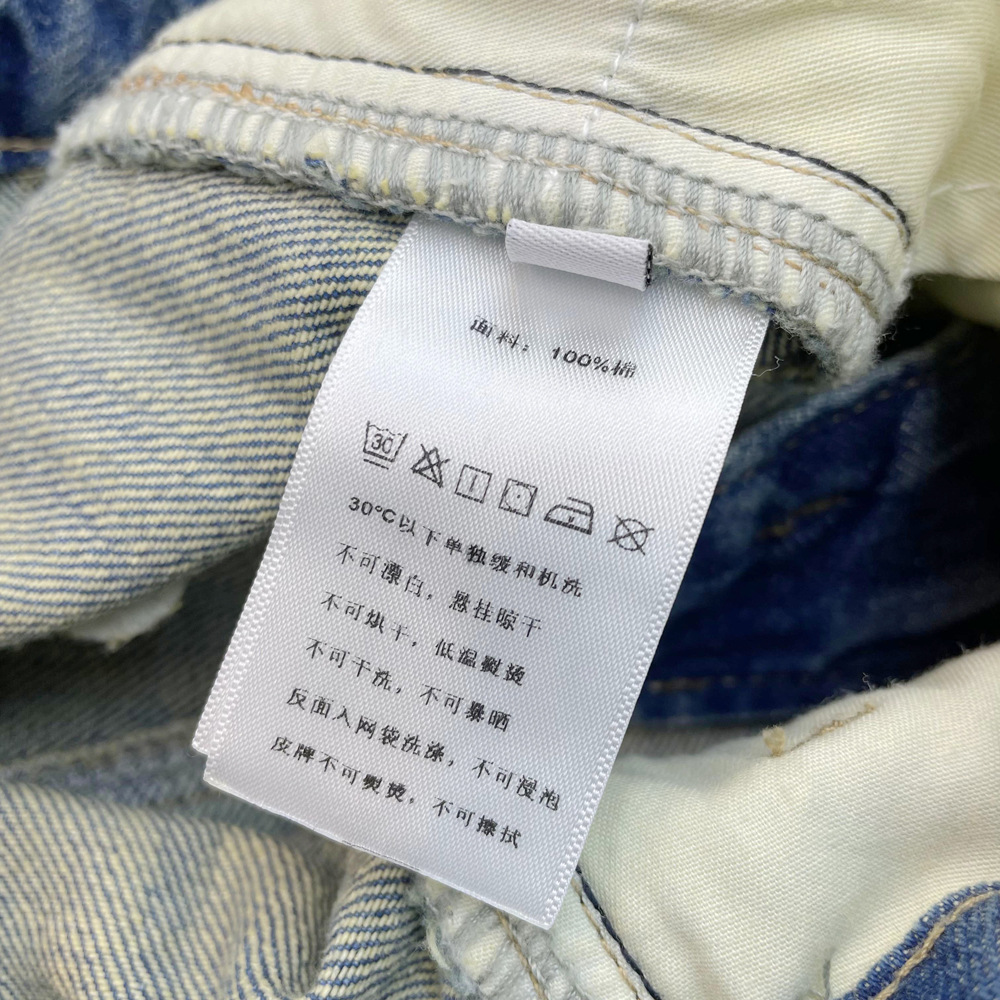 面料：100%棉
30
30°C以下单独缓和机洗
不可漂白，悬挂晾干
不可烘干，低温熨烫
不可干洗，不可暴晒
反面入网袋洗涤，不可浸泡
皮牌不可熨烫，不可擦拭